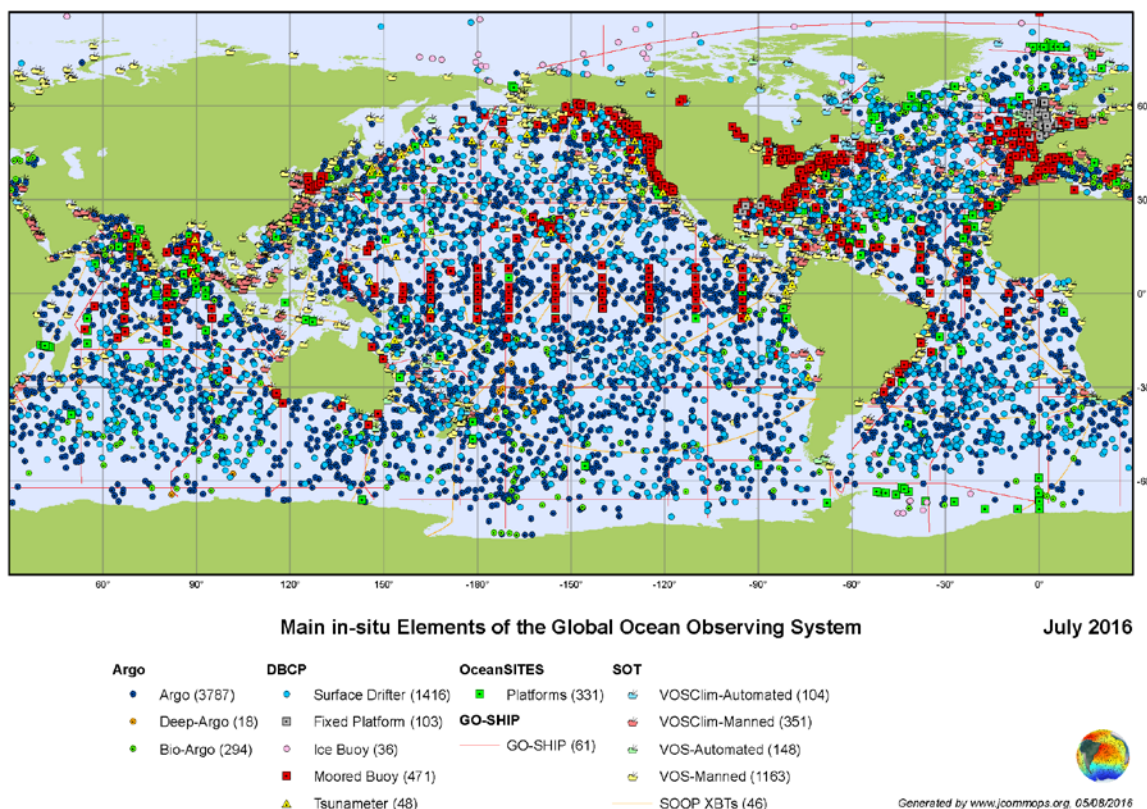 60
30
0°
-30
-60
60° 90° 120° 150° -180° -150° -120° -90° -60° -30° 0°
Main in-situ Elements of the Global Ocean Observing System July 2016
Argo DBCP OceanSITES SOT
Argo (3787) Surface Drifter (1416) Platforms (331) VOSClim-Automated (104)
Deep-Argo (18) Fixed Platform (103) GO-SHIP VOSClim-Manned (351)
Bio-Argo (294) Ice Buoy (36) GO-SHIP (61) VOS-Automated (148)
Moored Buoy (471) VOS-Manned (1163)
Tsunameter (48) SOOP XBTs (46)
Generated by www.jcommops.org, 05/08/2016